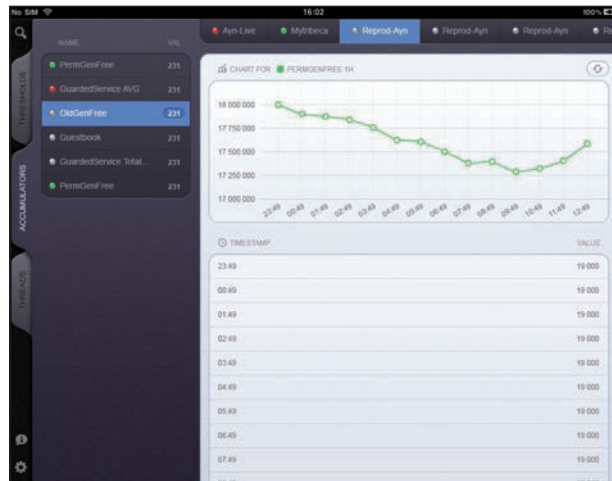 No SIM 16:02 100%
Ayn-Live Mytribeca Reprod-Ayn Reprod-Ayn Reprod-Ayn
NAME VAL
PermGenFree 231
GuardedService AVG 231
OldGenFree 231
Guestbook 231
GuardedService Total... 231
PermGenFree 231
THRESHOLDS
ACCUMULATORS
THREADS
CHART FOR PERMGENFREE 1H
18 000 000
17 750 000
17 500 000
17 250 000
17 000 000
23:49 00:49 01:49 02:49 03:49 04:49 05:49 06:49 07:49 08:49 09:49 10:49 11:49 12:49
TIMESTAMP VALUE
23:49 19 000
00:49 19 000
01:49 19 000
02:49 19 000
03:49 19 000
04:49 19 000
05:49 19 000
06:49 19 000
07:49 19 000